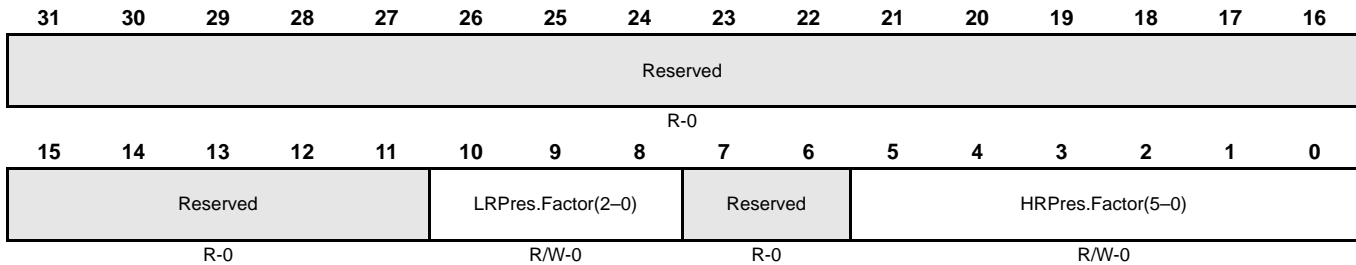 31 30 29 28 27 26 25 24 23 22 21 20 19 18 17 16
Reserved
R-0
15 14 13 12 11 10 9 8 7 6 5 4 3 2 1 0
Reserved LRPres.Factor(2–0) Reserved HRPres.Factor(5–0)
R-0 R/W-0 R-0 R/W-0